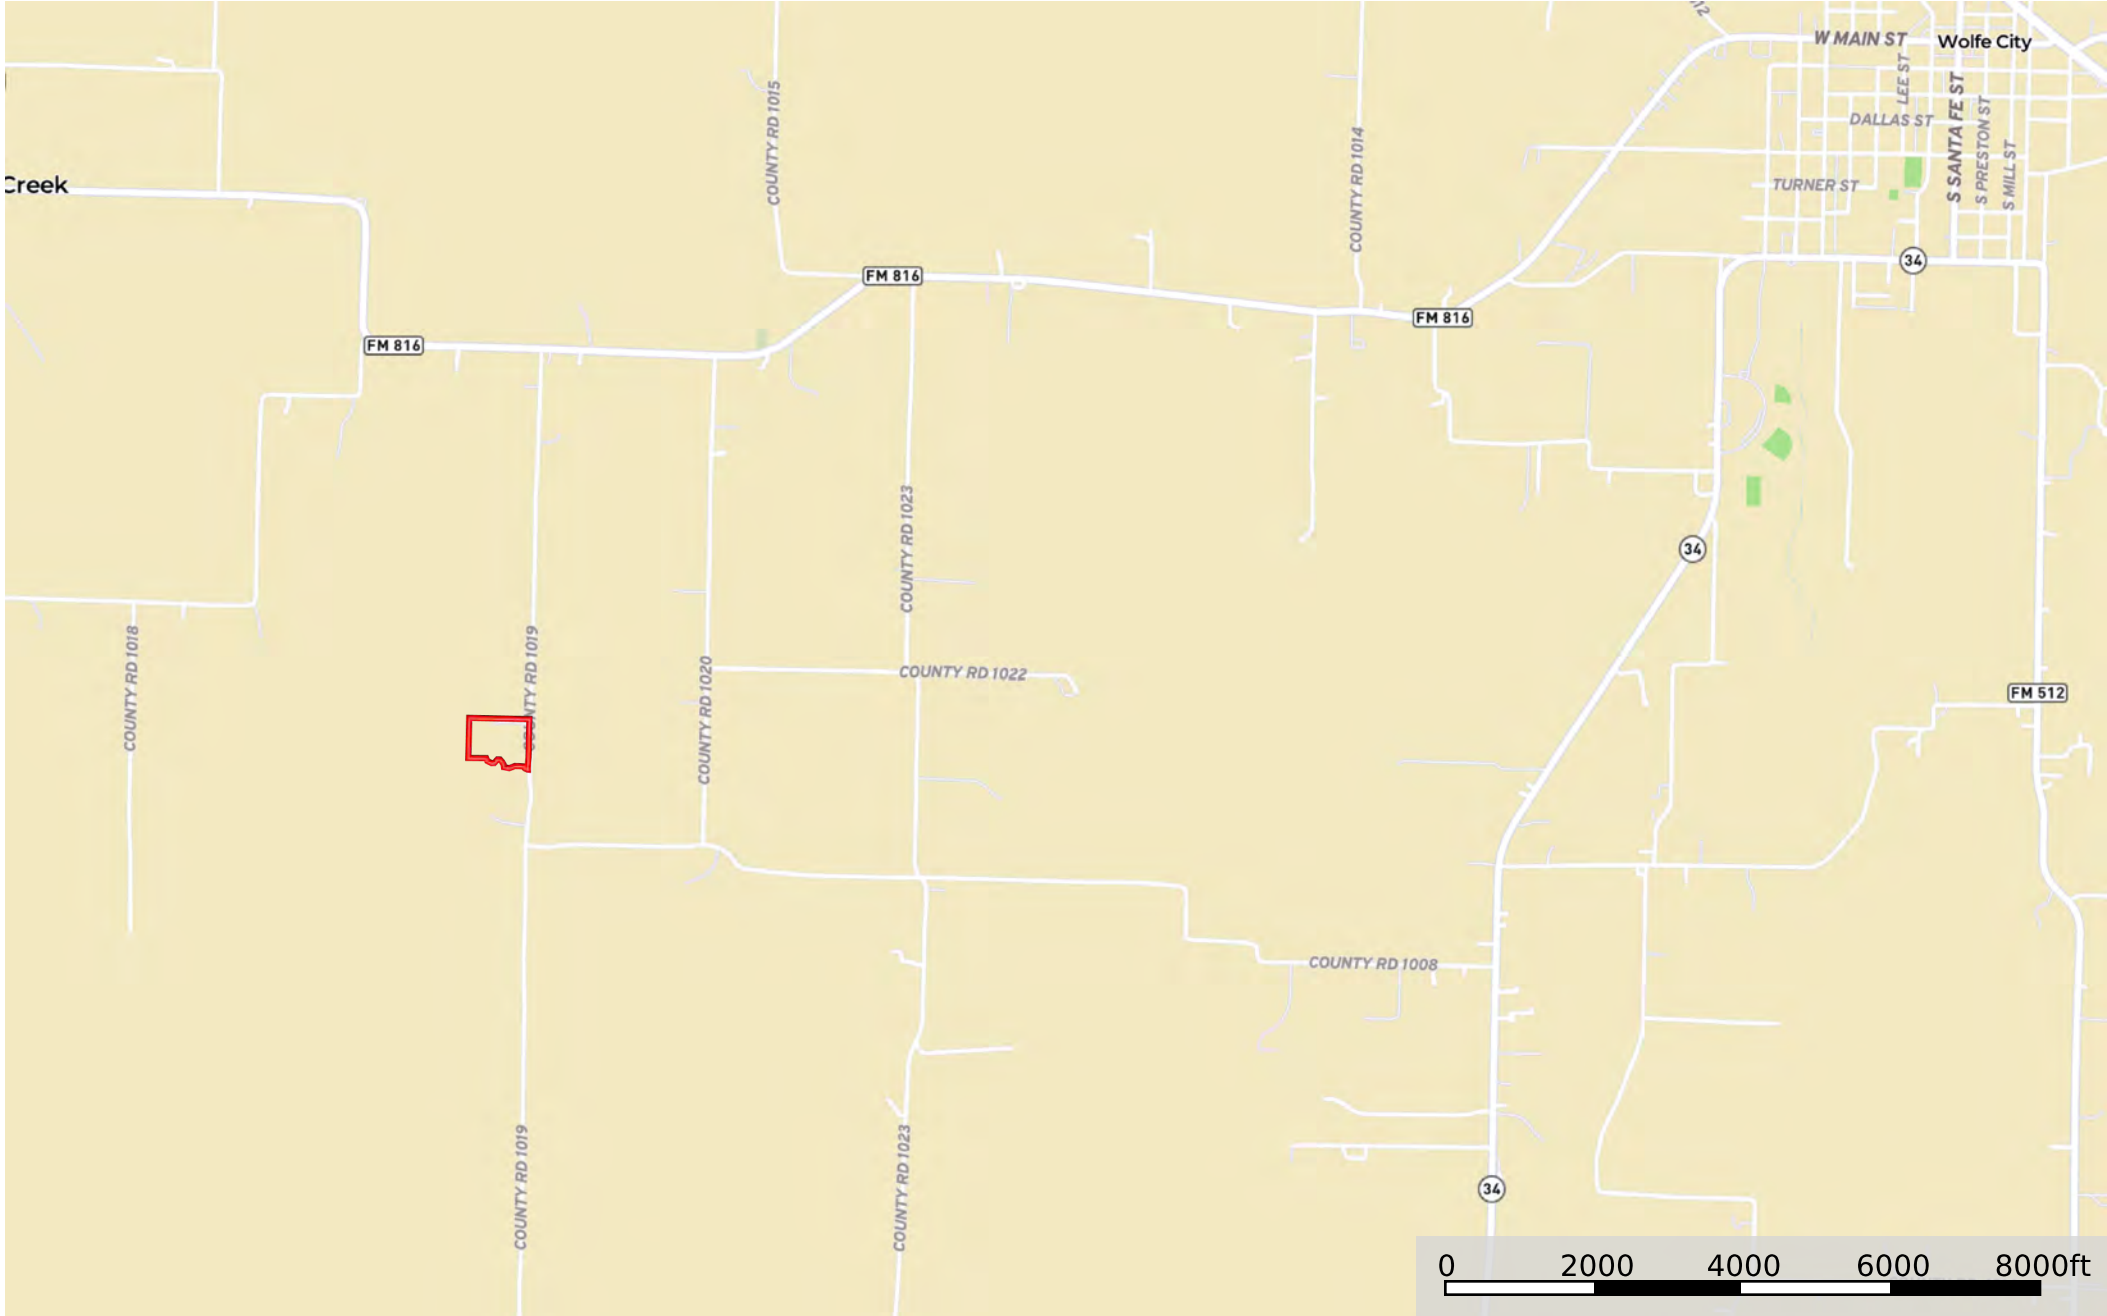 W MAIN ST
Wolfe City
LEE ST
COUNTY RD 1015
S SANTA FE ST
S PRESTON ST
DALLAS ST
COUNTY RD 1014
S MILL ST
Creek
TURNER ST
34
FM 816
FM 816
FM 816
COUNTY RD 1023
34
COUNTY RD 1018
COUNTY RD 1019
COUNTY RD 1020
COUNTY RD 1022
FM 512
COUNTY RD 1008
COUNTY RD 1019
COUNTY RD 1023
34
0 2000 4000 6000 8000ft